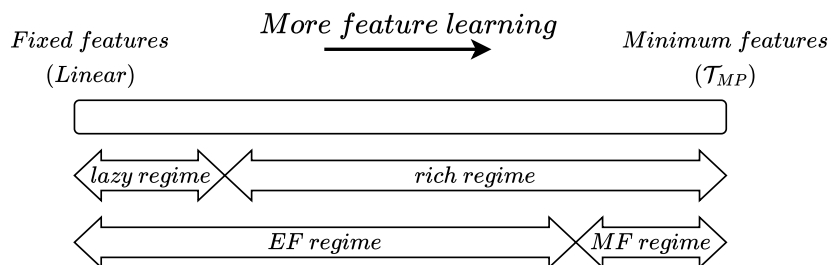 More feature learning
Fixed features
(Linear)
Minimum features
(𝒯_MP)
lazy regime
rich regime
EF regime
MF regime